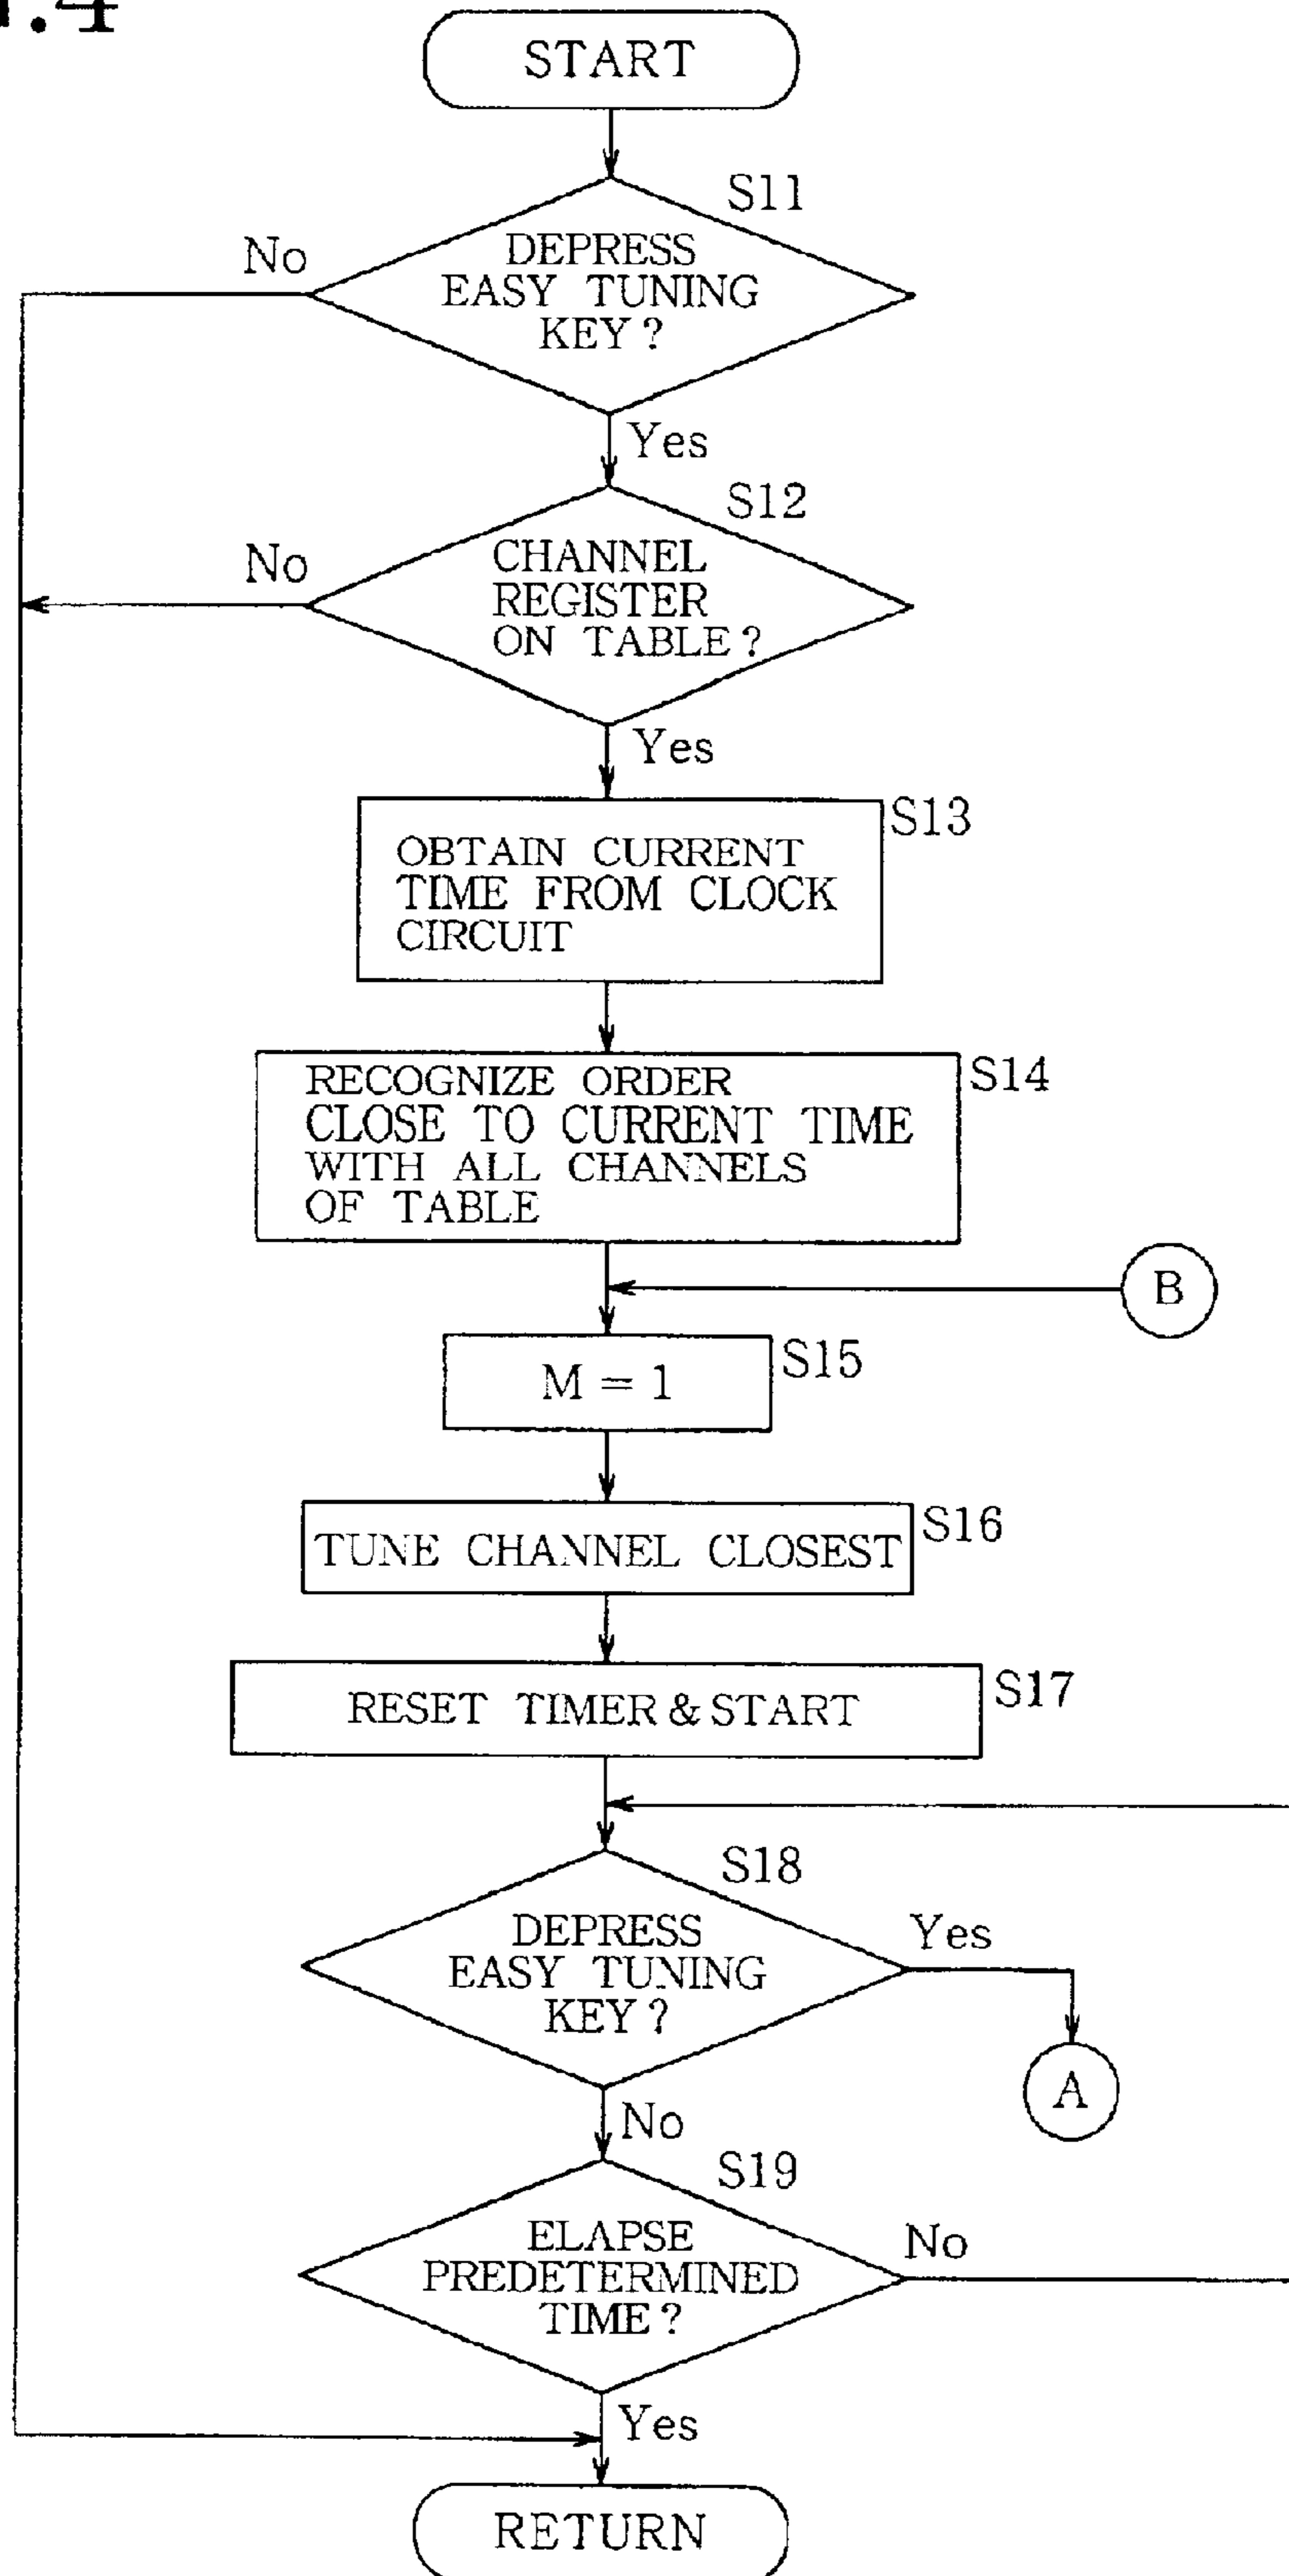 .4
START
S11
No
DEPRESS
EASY TUNING
KEY?
Yes
S12
No
CHANNEL
REGISTER
ON TABLE?
Yes
S13
OBTAIN CURRENT
TIME FROM CLOCK
CIRCUIT
S14
RECOGNIZE ORDER
CLOSE TO CURRENT TIME
WITH ALL CHANNELS
OF TABLE
B
S15
M = 1
S16
TUNE CHANNEL CLOSEST
S17
RESET TIMER & START
S18
DEPRESS
EASY TUNING
KEY?
Yes
A
No
S19
ELAPSE
PREDETERMINED
TIME?
No
Yes
RETURN